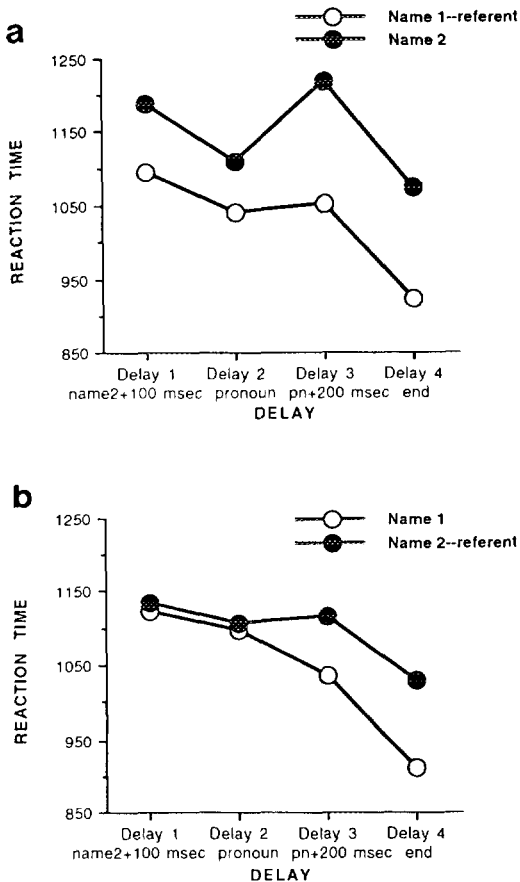 a
Name 1--referent
Name 2
1250
1150
1050
950
850
REACTION TIME
Delay 1 Delay 2 Delay 3 Delay 4
name2+100 msec pronoun pn+200 msec end
DELAY
b
Name 1
Name 2--referent
1250
1150
1050
950
850
REACTION TIME
Delay 1 Delay 2 Delay 3 Delay 4
name2+100 msec pronoun pn+200 msec end
DELAY